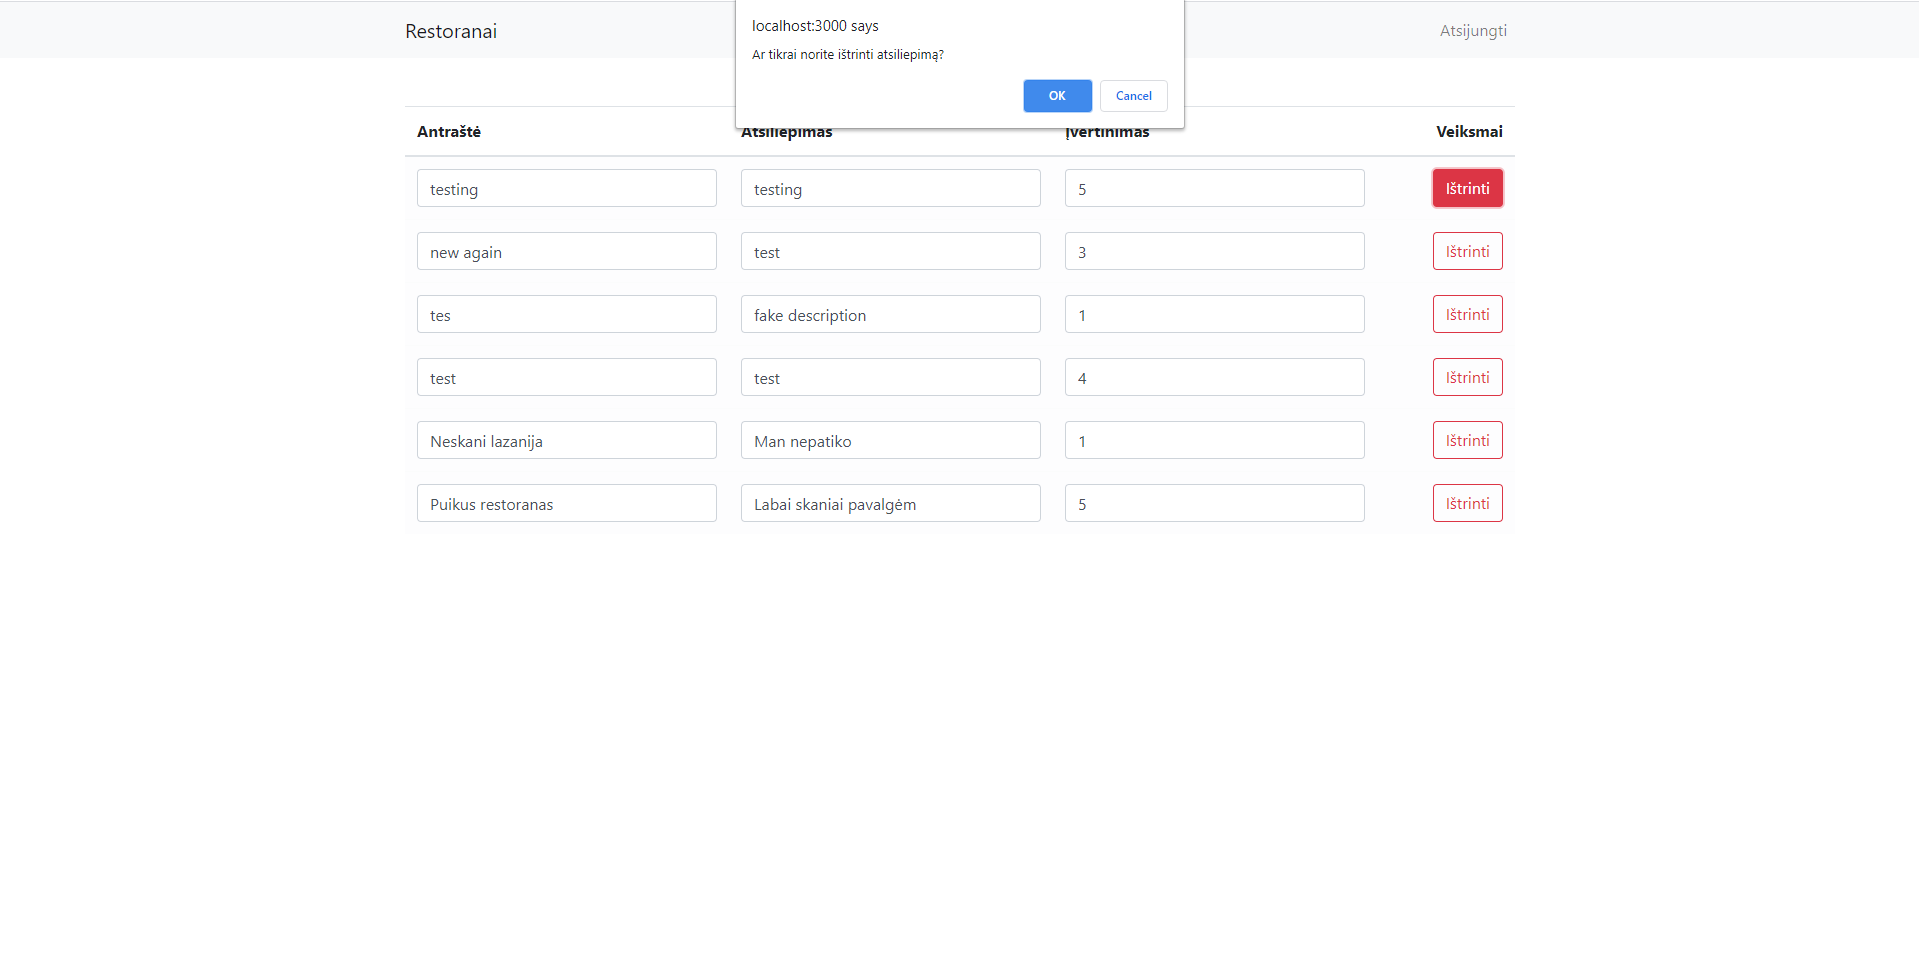 Restoranai
localhost:3000 says
Ar tikrai norite ištrinti atsiliepimą?
OK Cancel
Atsijungti
Antraštė Atsiliepimas Įvertinimas Veiksmai
testing testing 5 Ištrinti
new again test 3 Ištrinti
tes fake description 1 Ištrinti
test test 4 Ištrinti
Neskani lazanija Man nepatiko 1 Ištrinti
Puikus restoranas Labai skaniai pavalgėm 5 Ištrinti